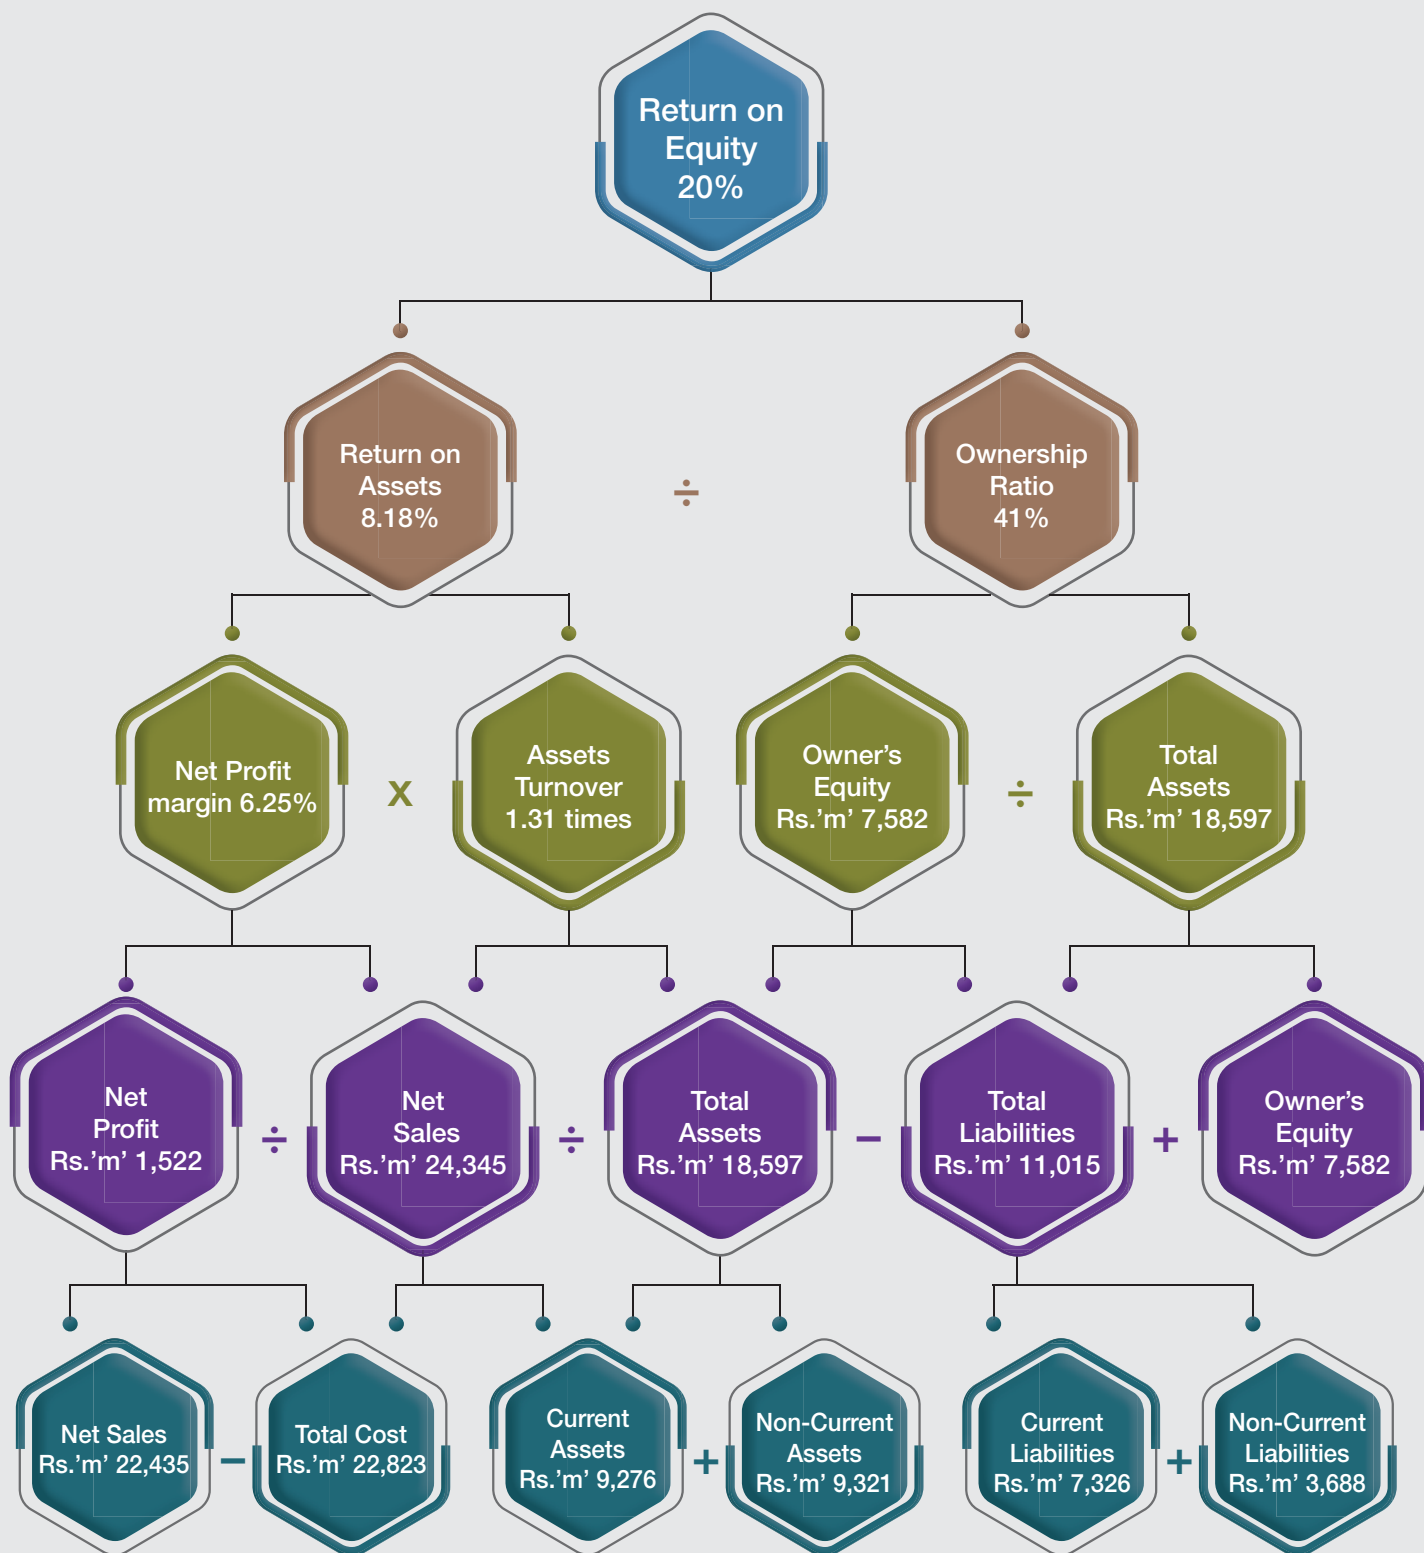 Return on
Equity
20%
Return on
Assets
8.18%
÷
Ownership
Ratio
41%
Net Profit
margin 6.25%
x
Assets
Turnover
1.31 times
Owner’s
Equity
Rs.’m’ 7,582
÷
Total
Assets
Rs.’m’ 18,597
Net
Profit
Rs.’m’ 1,522
÷
Net
Sales
Rs.’m’ 24,345
÷
Total
Assets
Rs.’m’ 18,597
−
Total
Liabilities
Rs.’m’ 11,015
+
Owner’s
Equity
Rs.’m’ 7,582
Net Sales
Rs.’m’ 22,435
−
Total Cost
Rs.’m’ 22,823
Current
Assets
Rs.’m’ 9,276
+
Non-Current
Assets
Rs.’m’ 9,321
Current
Liabilities
Rs.’m’ 7,326
+
Non-Current
Liabilities
Rs.’m’ 3,688